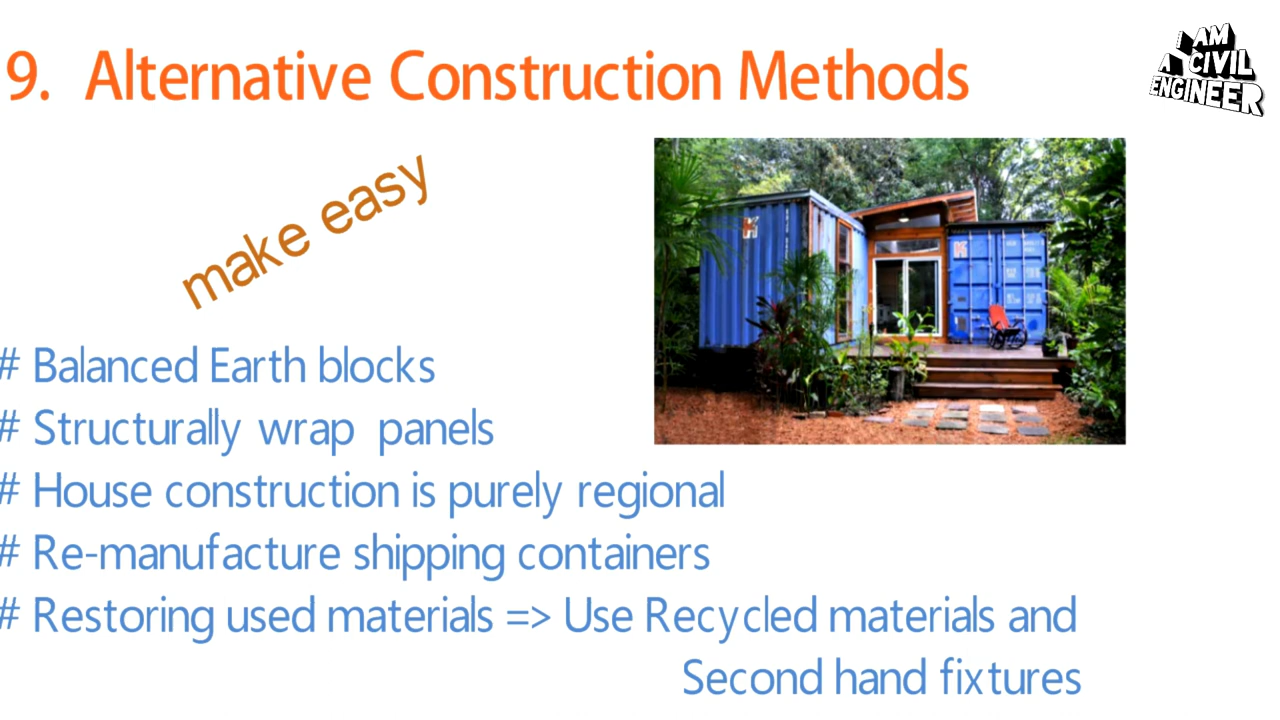 9. Alternative Construction Methods
I AM
A CIVIL
ENGINEER
make easy
# Balanced Earth blocks
# Structurally wrap panels
# House construction is purely regional
# Re-manufacture shipping containers
# Restoring used materials => Use Recycled materials and
Second hand fixtures